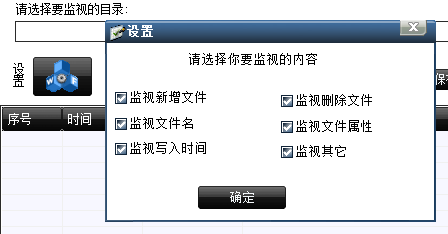 请选择要监视的目录:
设置
请选择你要监视的内容
监视新增文件
监视删除文件
设置
监视文件名
监视文件属性
监视写入时间
监视其它
序号
时间
确定